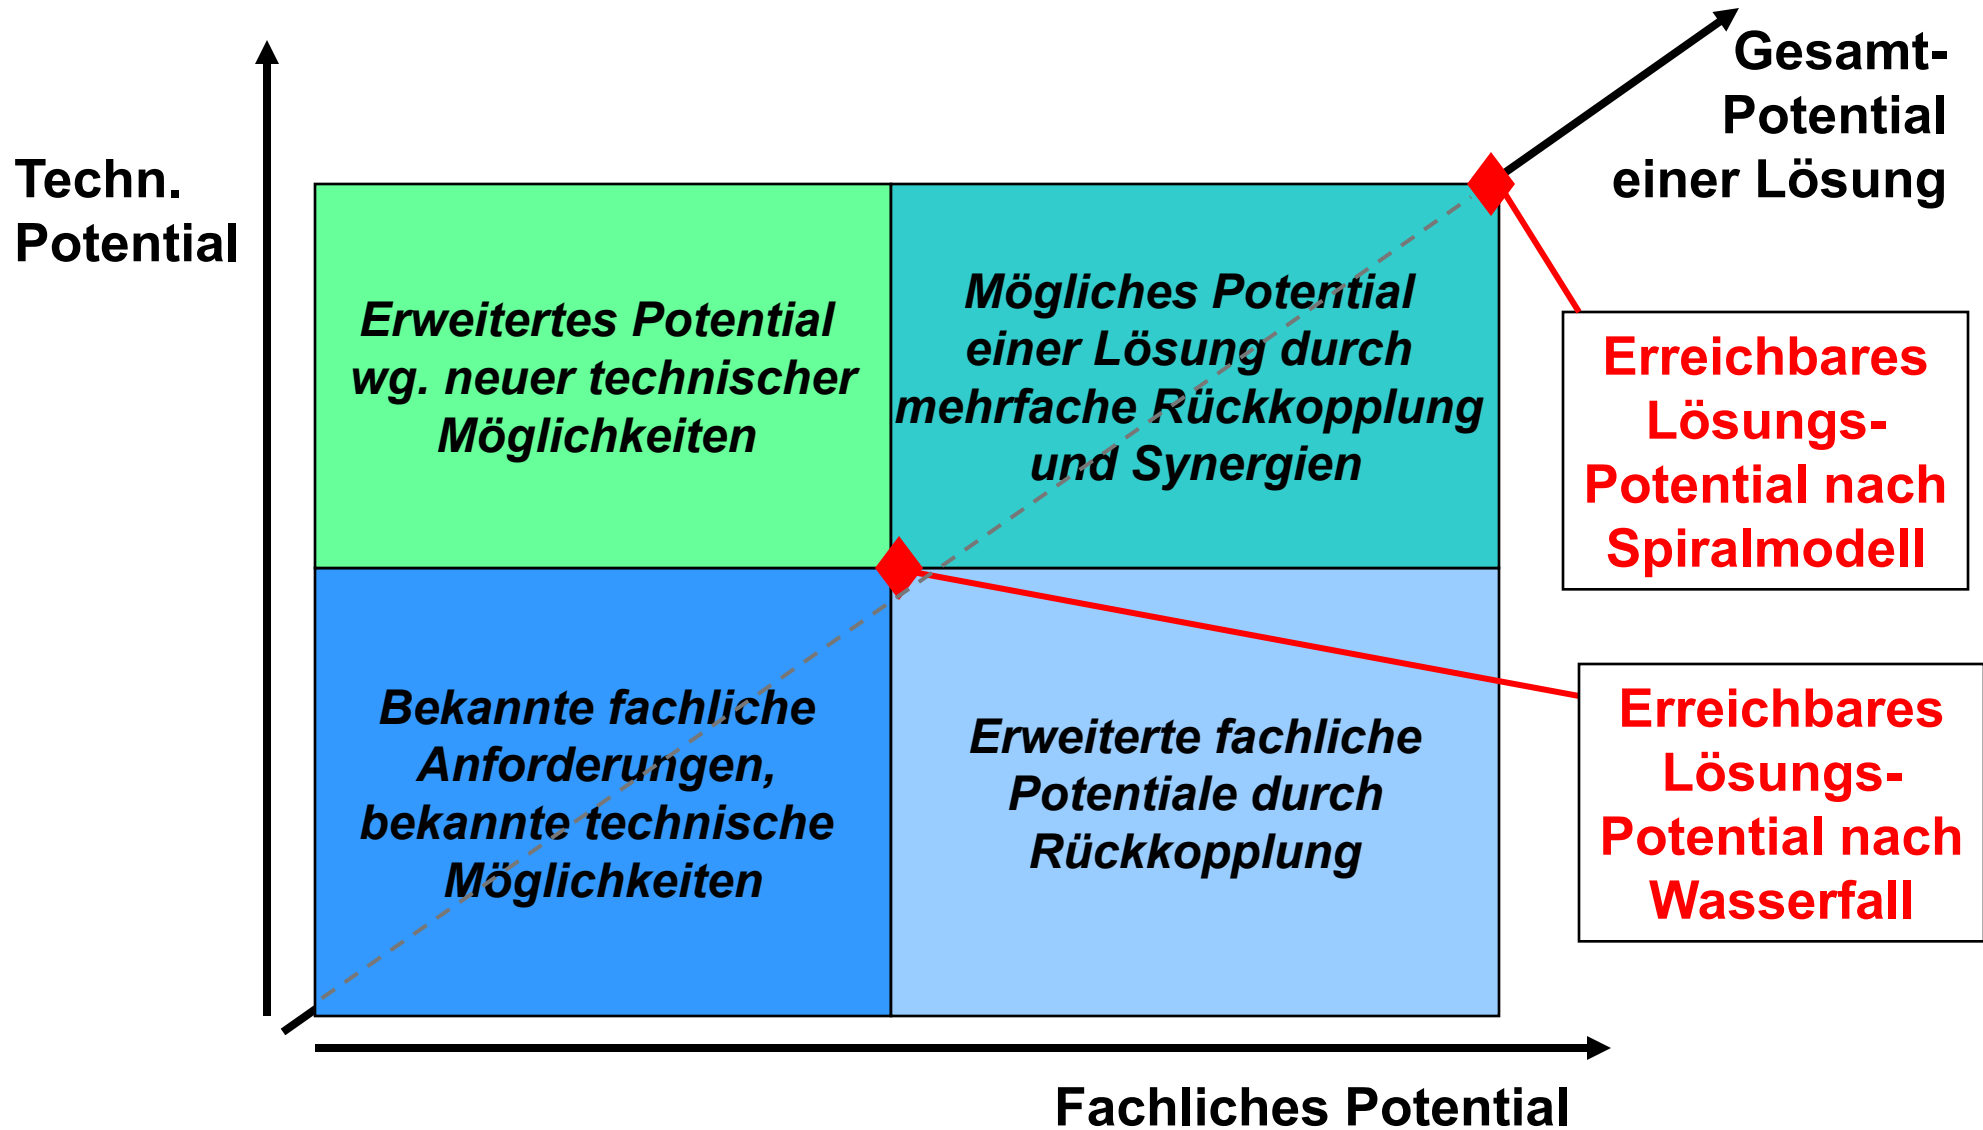 Gesamt-
Potential
einer Lösung
Techn.
Potential
Erweitertes Potential
wg. neuer technischer
Möglichkeiten
Mögliches Potential
einer Lösung durch
mehrfache Rückkopplung
und Synergien
Erreichbares
Lösungs-
Potential nach
Spiralmodell
Bekannte fachliche
Anforderungen,
bekannte technische
Möglichkeiten
Erweiterte fachliche
Potentiale durch
Rückkopplung
Erreichbares
Lösungs-
Potential nach
Wasserfall
Fachliches Potential